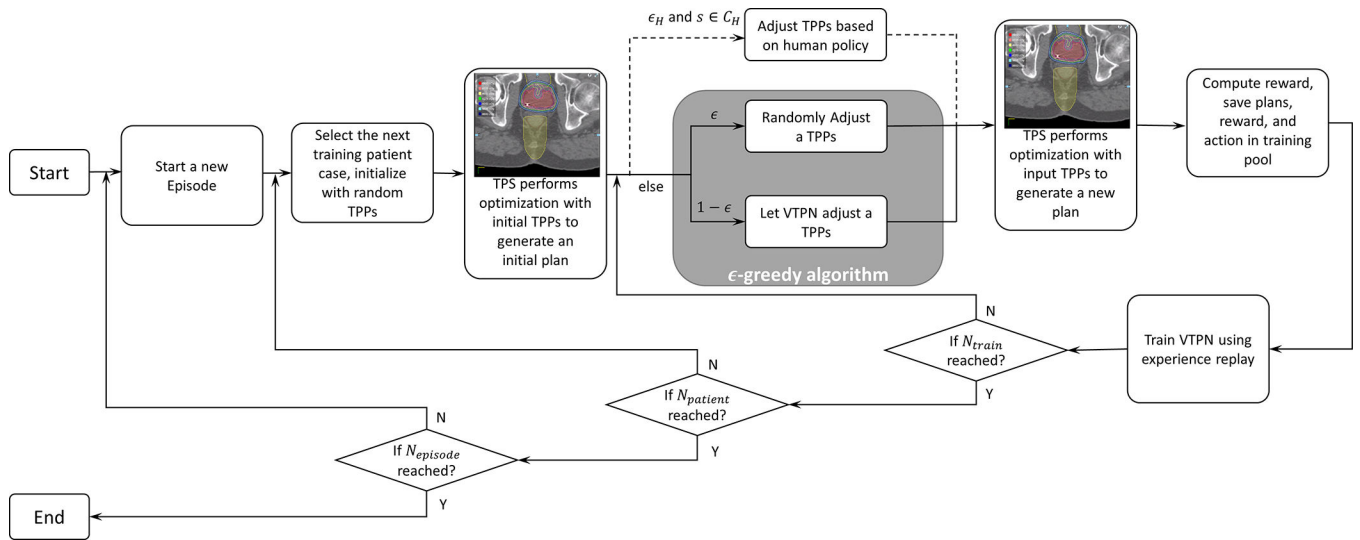 Start
Start a new
Episode
Select the next
training patient
case, initialize
with random
TPPs
TPS performs
optimization with
initial TPPs to
generate an
initial plan
ϵ_H and s ∈ C_H
Adjust TPPs based
on human policy
else
ϵ
Randomly Adjust
a TPPs
1 − ϵ
Let VTPN adjust a
TPPs
ϵ-greedy algorithm
TPS performs
optimization with
input TPPs to
generate a new
plan
Compute reward,
save plans,
reward, and
action in training
pool
Train VTPN using
experience replay
N
If N_train
reached?
Y
N
If N_patient
reached?
Y
N
If N_episode
reached?
Y
End